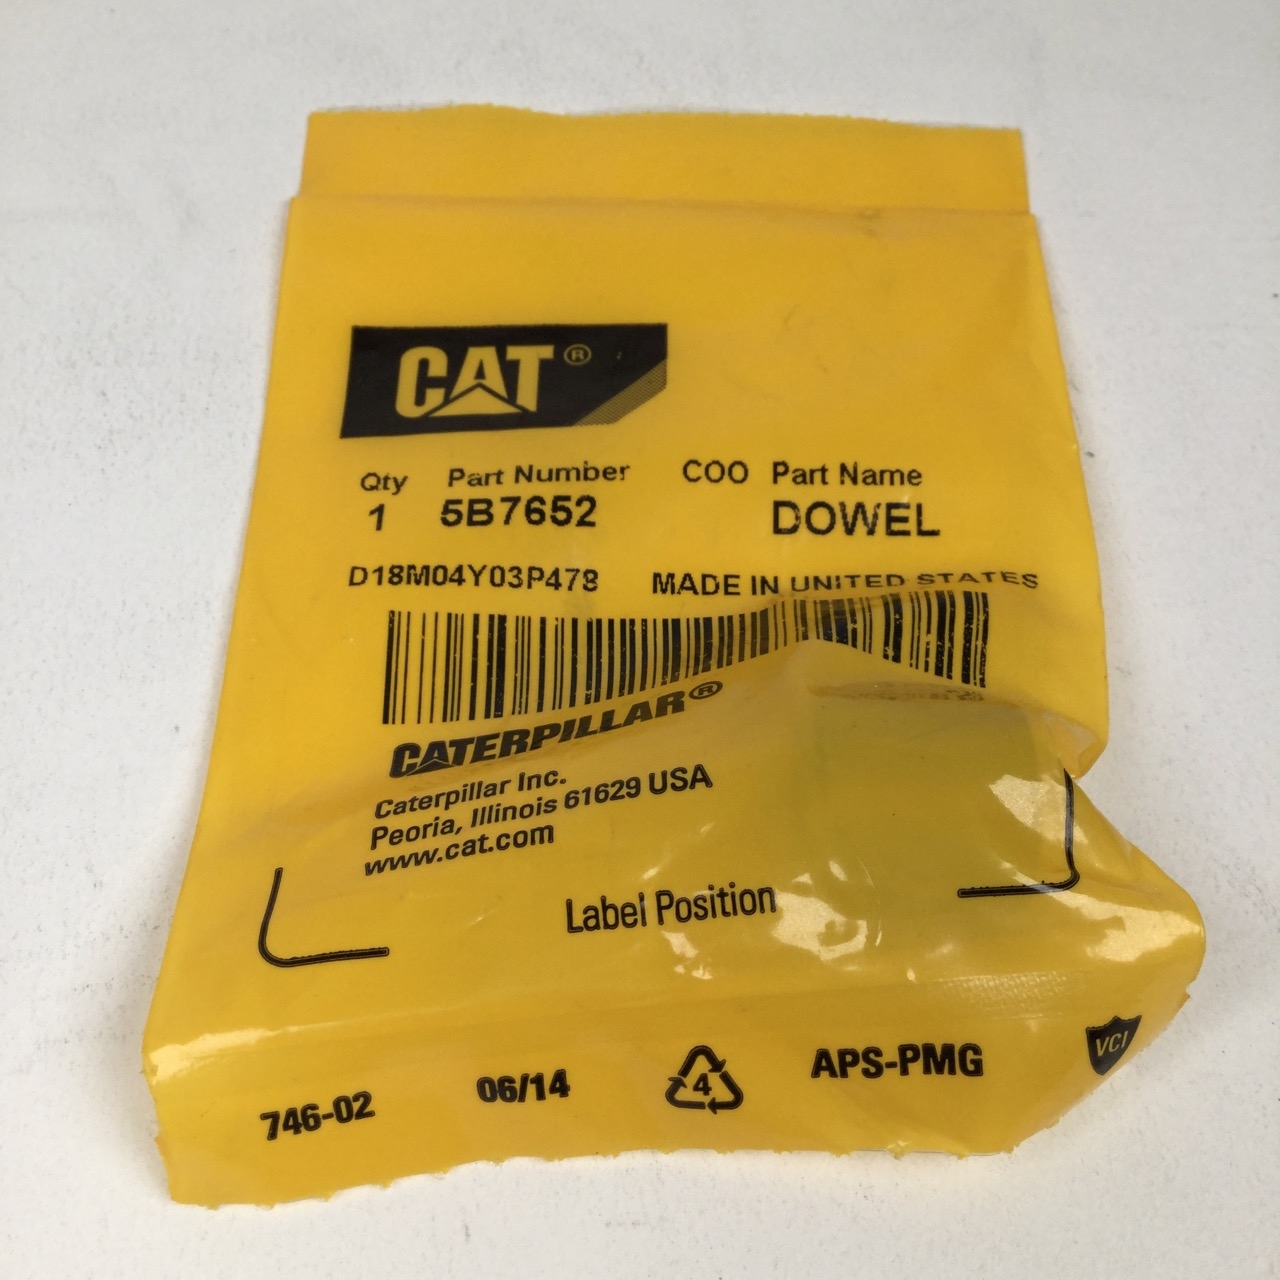 CAT®
Qty Part Number COO Part Name
1 5B7652 DOWEL
D18M04Y03P478 MADE IN UNITED STATES
CATERPILLAR®
Caterpillar Inc.
Peoria, Illinois 61629 USA
www.cat.com
Label Position
746-02 06/14 4 APS-PMG VCI